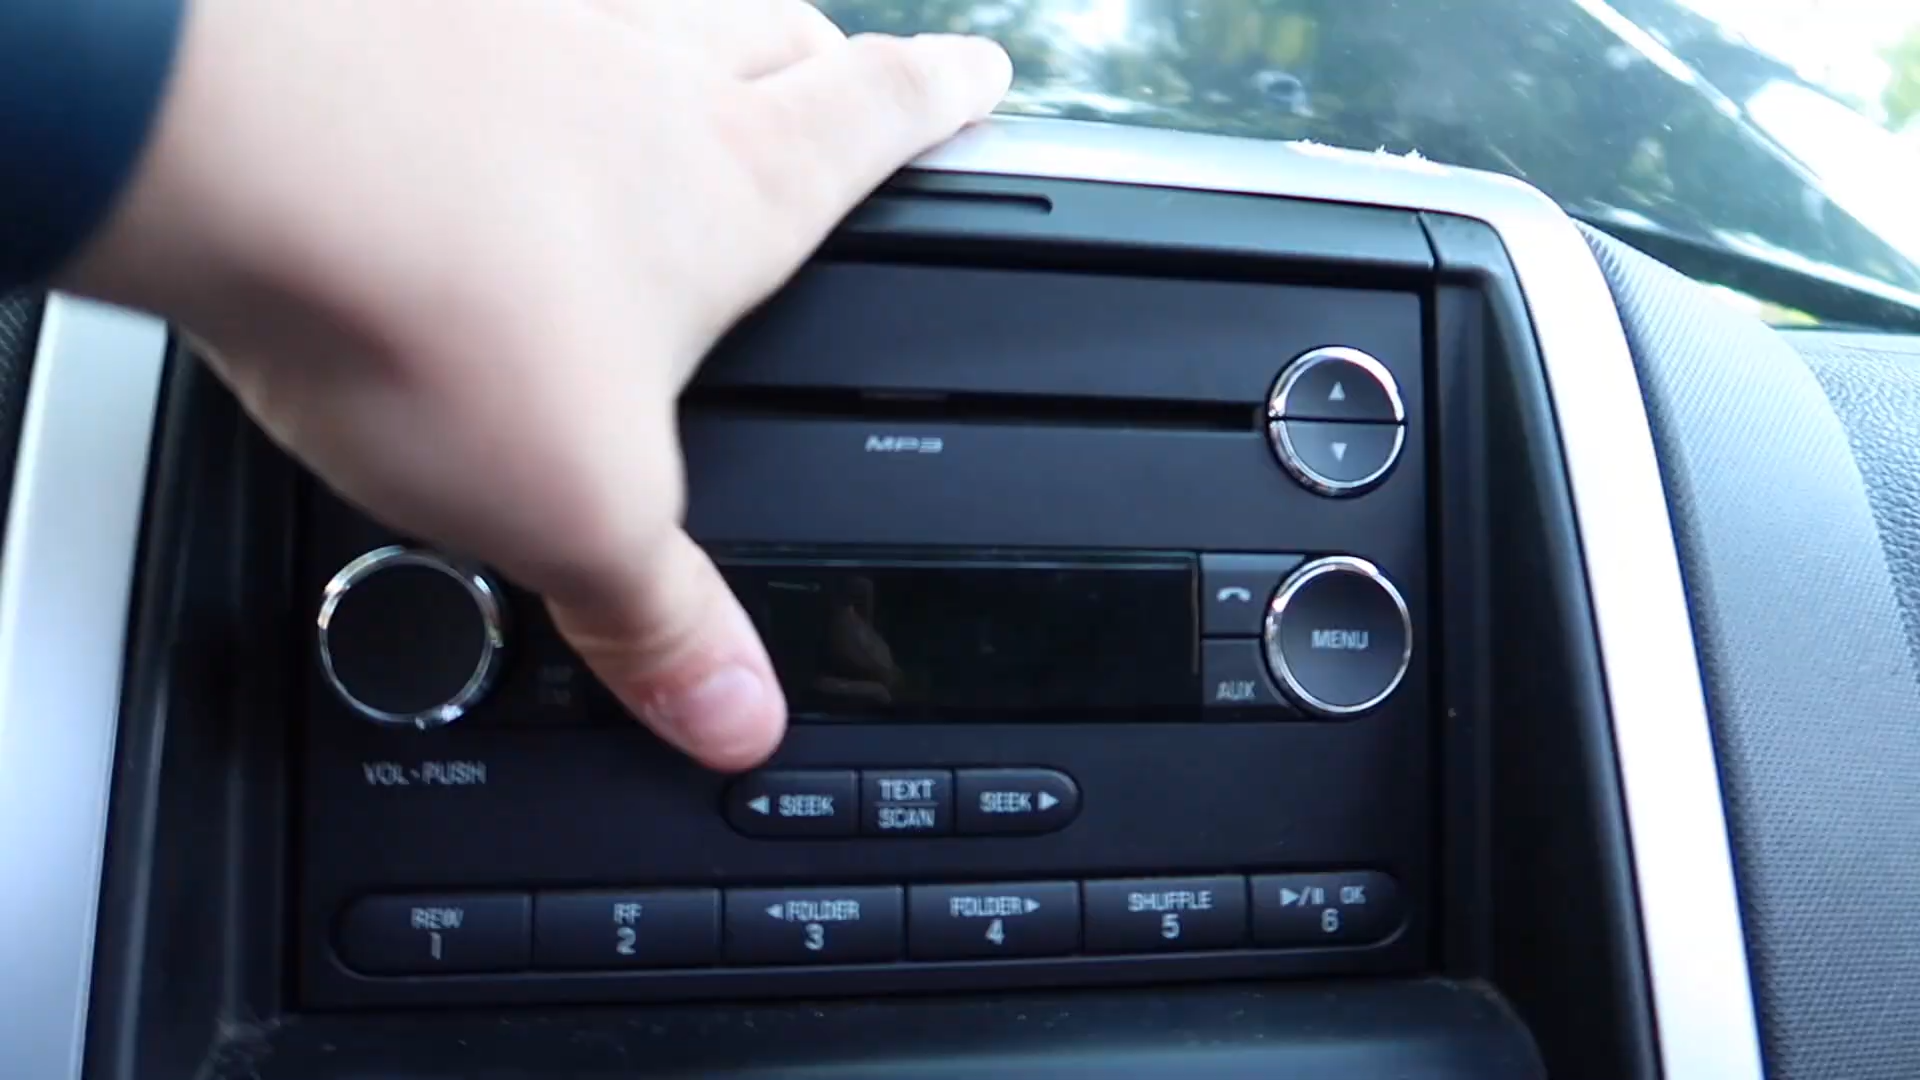 MP3
MENU
AUX
VOL - PUSH
◀ SEEK
TEXT
SCAN
SEEK ▶
REW
1
FF
2
◀FOLDER
3
FOLDER▶
4
SHUFFLE
5
▶/II OK
6